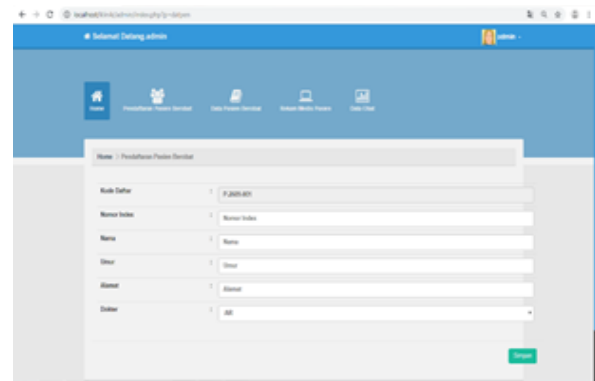 Selamat Datang admin
admin
Home
Pendaftaran Pasien Berobat
Data Pasien Berobat
Rekam Medis Pasien
Data Obat
Home / Pendaftaran Pasien Berobat
Kode Daftar :
Nomor Index : Nomor Index
Nama : Nama
Umur : Umur
Alamat : Alamat
Dokter :
Simpan